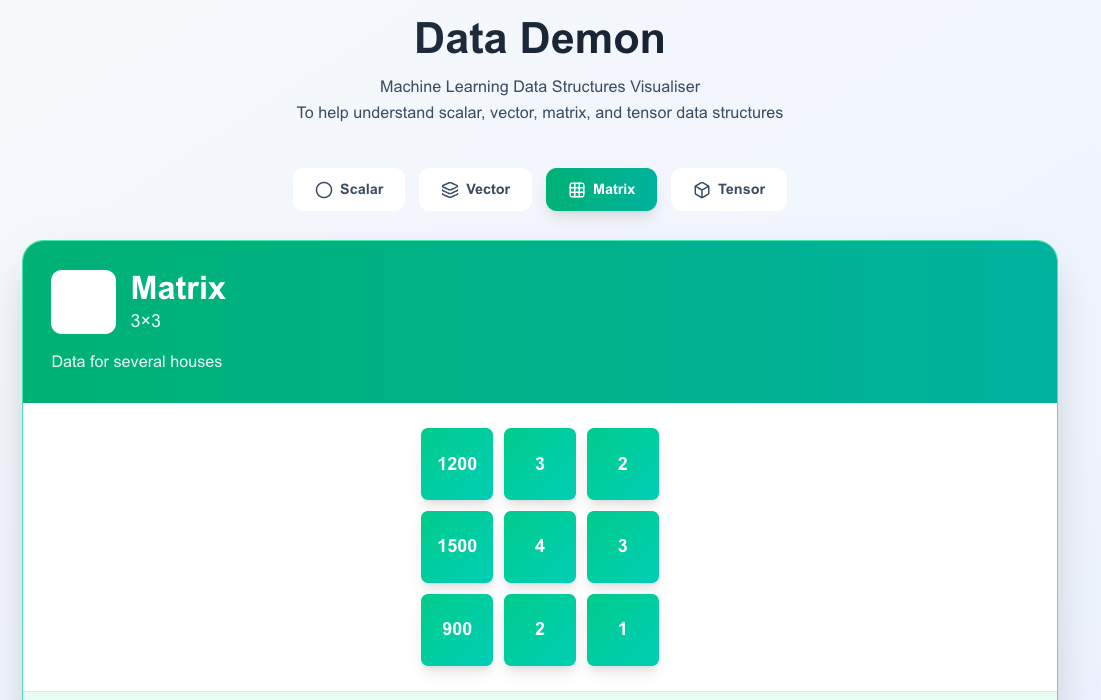 Data Demon
Machine Learning Data Structures Visualiser
To help understand scalar, vector, matrix, and tensor data structures
Scalar Vector Matrix Tensor
Matrix
3×3
Data for several houses
1200 3 2
1500 4 3
900 2 1